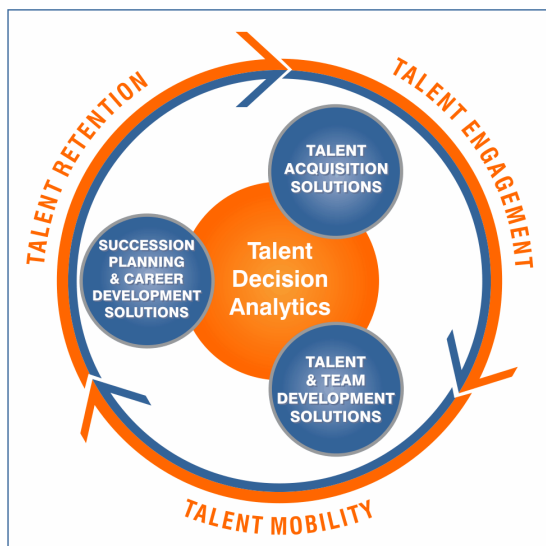 TALENT RETENTION
TALENT ENGAGEMENT
TALENT
ACQUISITION
SOLUTIONS
SUCCESSION
PLANNING
& CAREER
DEVELOPMENT
SOLUTIONS
Talent
Decision
Analytics
TALENT
& TEAM
DEVELOPMENT
SOLUTIONS
TALENT MOBILITY